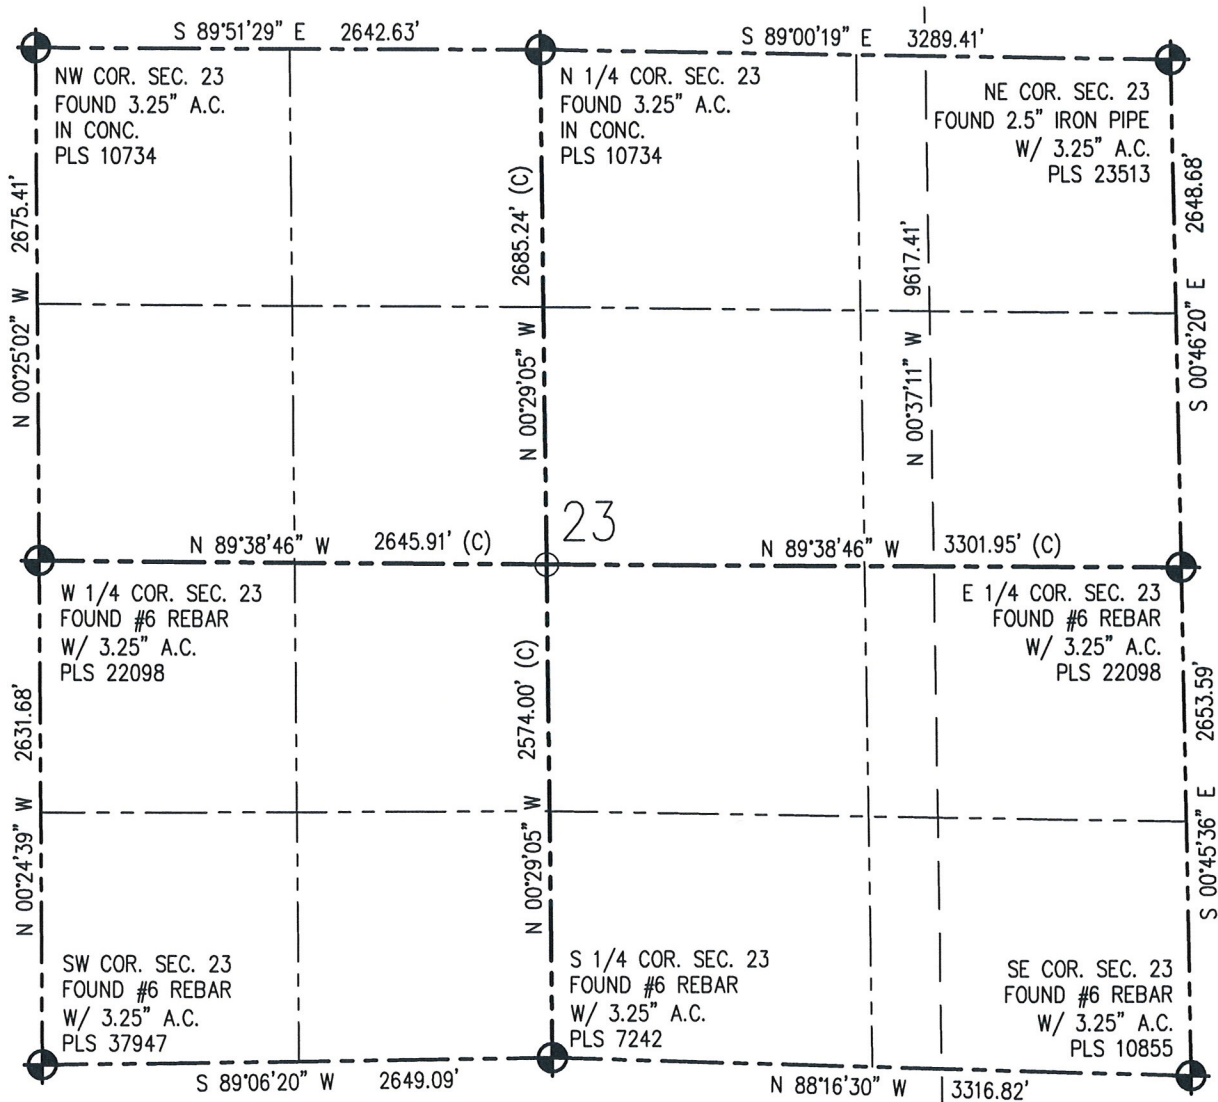 S 89°51'29" E 2642.63'
S 89°00'19" E 3289.41'
NW COR. SEC. 23
FOUND 3.25" A.C.
IN CONC.
PLS 10734
N 1/4 COR. SEC. 23
FOUND 3.25" A.C.
IN CONC.
PLS 10734
NE COR. SEC. 23
FOUND 2.5" IRON PIPE
W/ 3.25" A.C.
PLS 23513
N 00°25'02" W 2675.41'
N 00°29'05" W 2685.24' (C)
N 00°37'11" W 9617.41'
S 00°46'20" E 2648.68'
23
N 89°38'46" W 2645.91' (C)
N 89°38'46" W 3301.95' (C)
W 1/4 COR. SEC. 23
FOUND #6 REBAR
W/ 3.25" A.C.
PLS 22098
E 1/4 COR. SEC. 23
FOUND #6 REBAR
W/ 3.25" A.C.
PLS 22098
N 00°24'39" W 2631.68'
N 00°29'05" W 2574.00' (C)
S 00°45'36" E 2653.59'
SW COR. SEC. 23
FOUND #6 REBAR
W/ 3.25" A.C.
PLS 37947
S 1/4 COR. SEC. 23
FOUND #6 REBAR
W/ 3.25" A.C.
PLS 7242
SE COR. SEC. 23
FOUND #6 REBAR
W/ 3.25" A.C.
PLS 10855
S 89°06'20" W 2649.09'
N 88°16'30" W 3316.82'